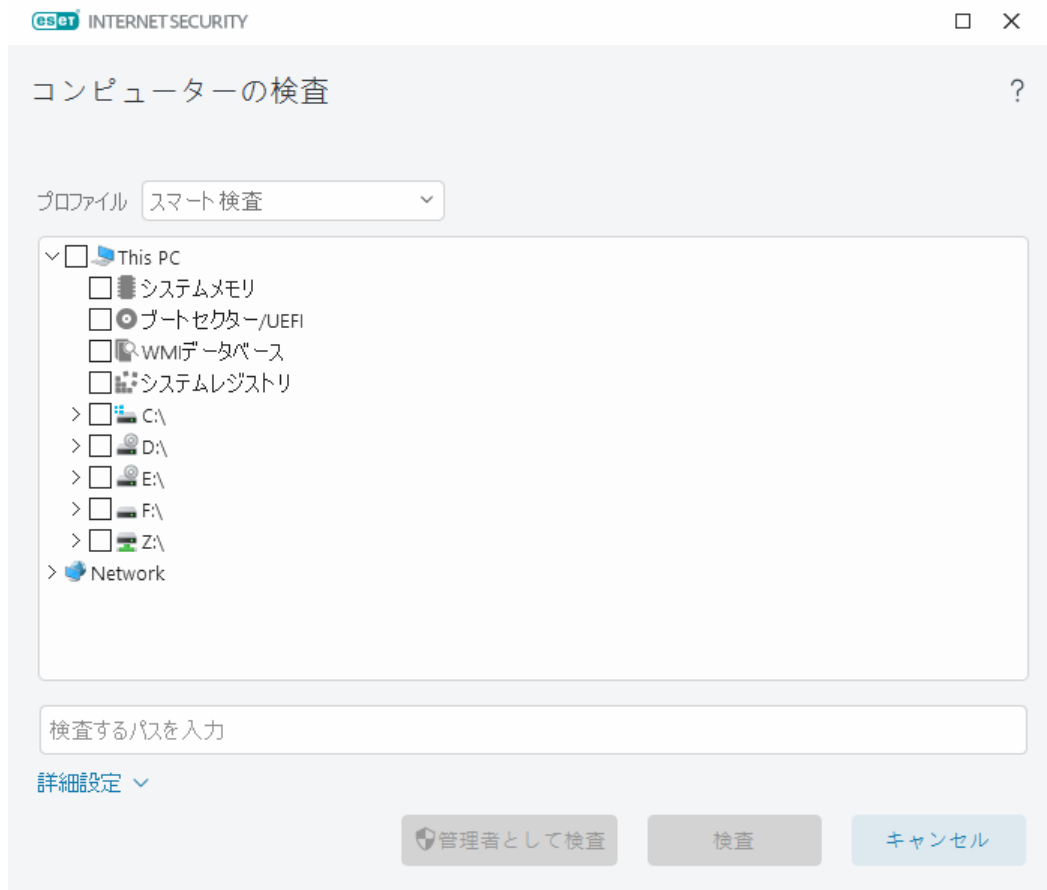 eset INTERNET SECURITY
コンピューターの検査
?
プロファイル スマート検査
This PC
システムメモリ
ブートセクター/UEFI
WMIデータベース
システムレジストリ
C:\
D:\
E:\
F:\
Z:\
Network
検査するパスを入力
詳細設定
管理者として検査 検査 キャンセル